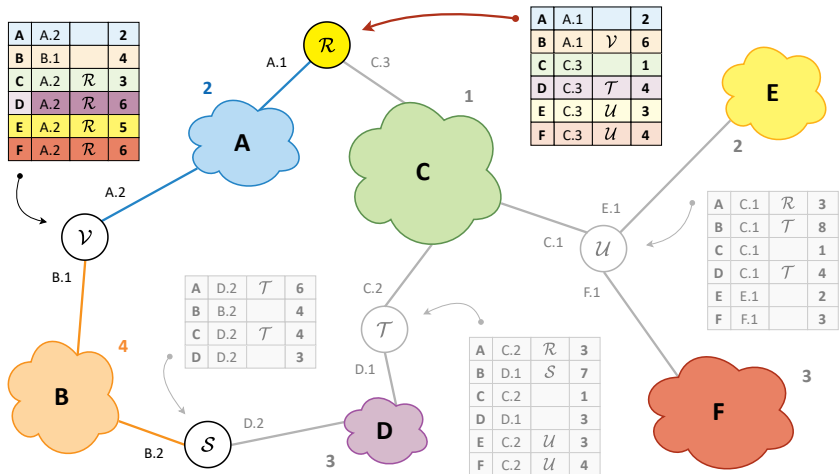 A A.2 2
B B.1 4
C A.2 ℛ 3
D A.2 ℛ 6
E A.2 ℛ 5
F A.2 ℛ 6
ℛ
A.1
C.3
A A.1 2
B A.1 𝒱 6
C C.3 1
D C.3 𝒯 4
E C.3 𝒰 3
F C.3 𝒰 4
2
A
1
C
E
2
A.2
𝒱
B.1
E.1
C.1
𝒰
F.1
A C.1 ℛ 3
B C.1 𝒯 8
C C.1 1
D C.1 𝒯 4
E E.1 2
F F.1 3
A D.2 𝒯 6
B B.2 4
C D.2 𝒯 4
D D.2 3
C.2
𝒯
D.1
4
B
B.2
𝒮
D.2
3
D
A C.2 ℛ 3
B D.1 𝒮 7
C C.2 1
D D.1 3
E C.2 𝒰 3
F C.2 𝒰 4
3
F